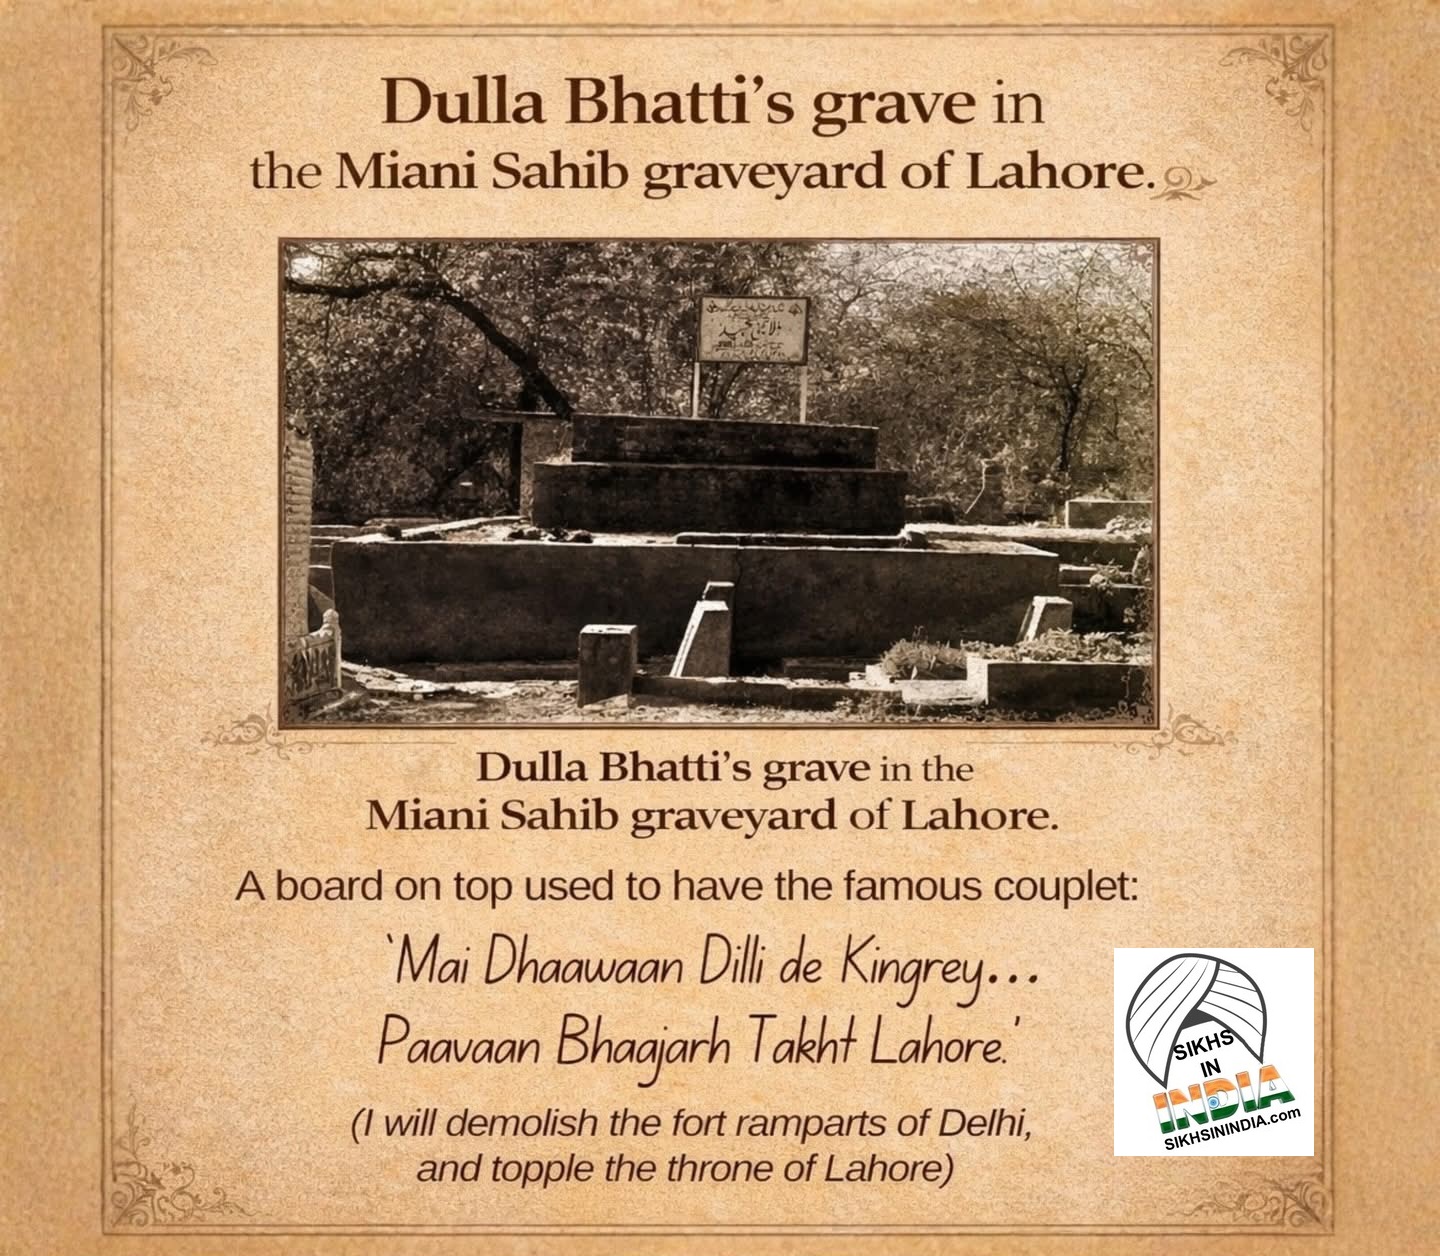 Dulla Bhatti’s grave in
the Miani Sahib graveyard of Lahore.
Dulla Bhatti’s grave in the
Miani Sahib graveyard of Lahore.
A board on top used to have the famous couplet:
‘Mai Dhaawaan Dilli de Kingrey...
Paavaan Bhaajarh Takht Lahore.’
(I will demolish the fort ramparts of Delhi,
and topple the throne of Lahore)
SIKHS
IN
INDIA
SIKHSININDIA.com